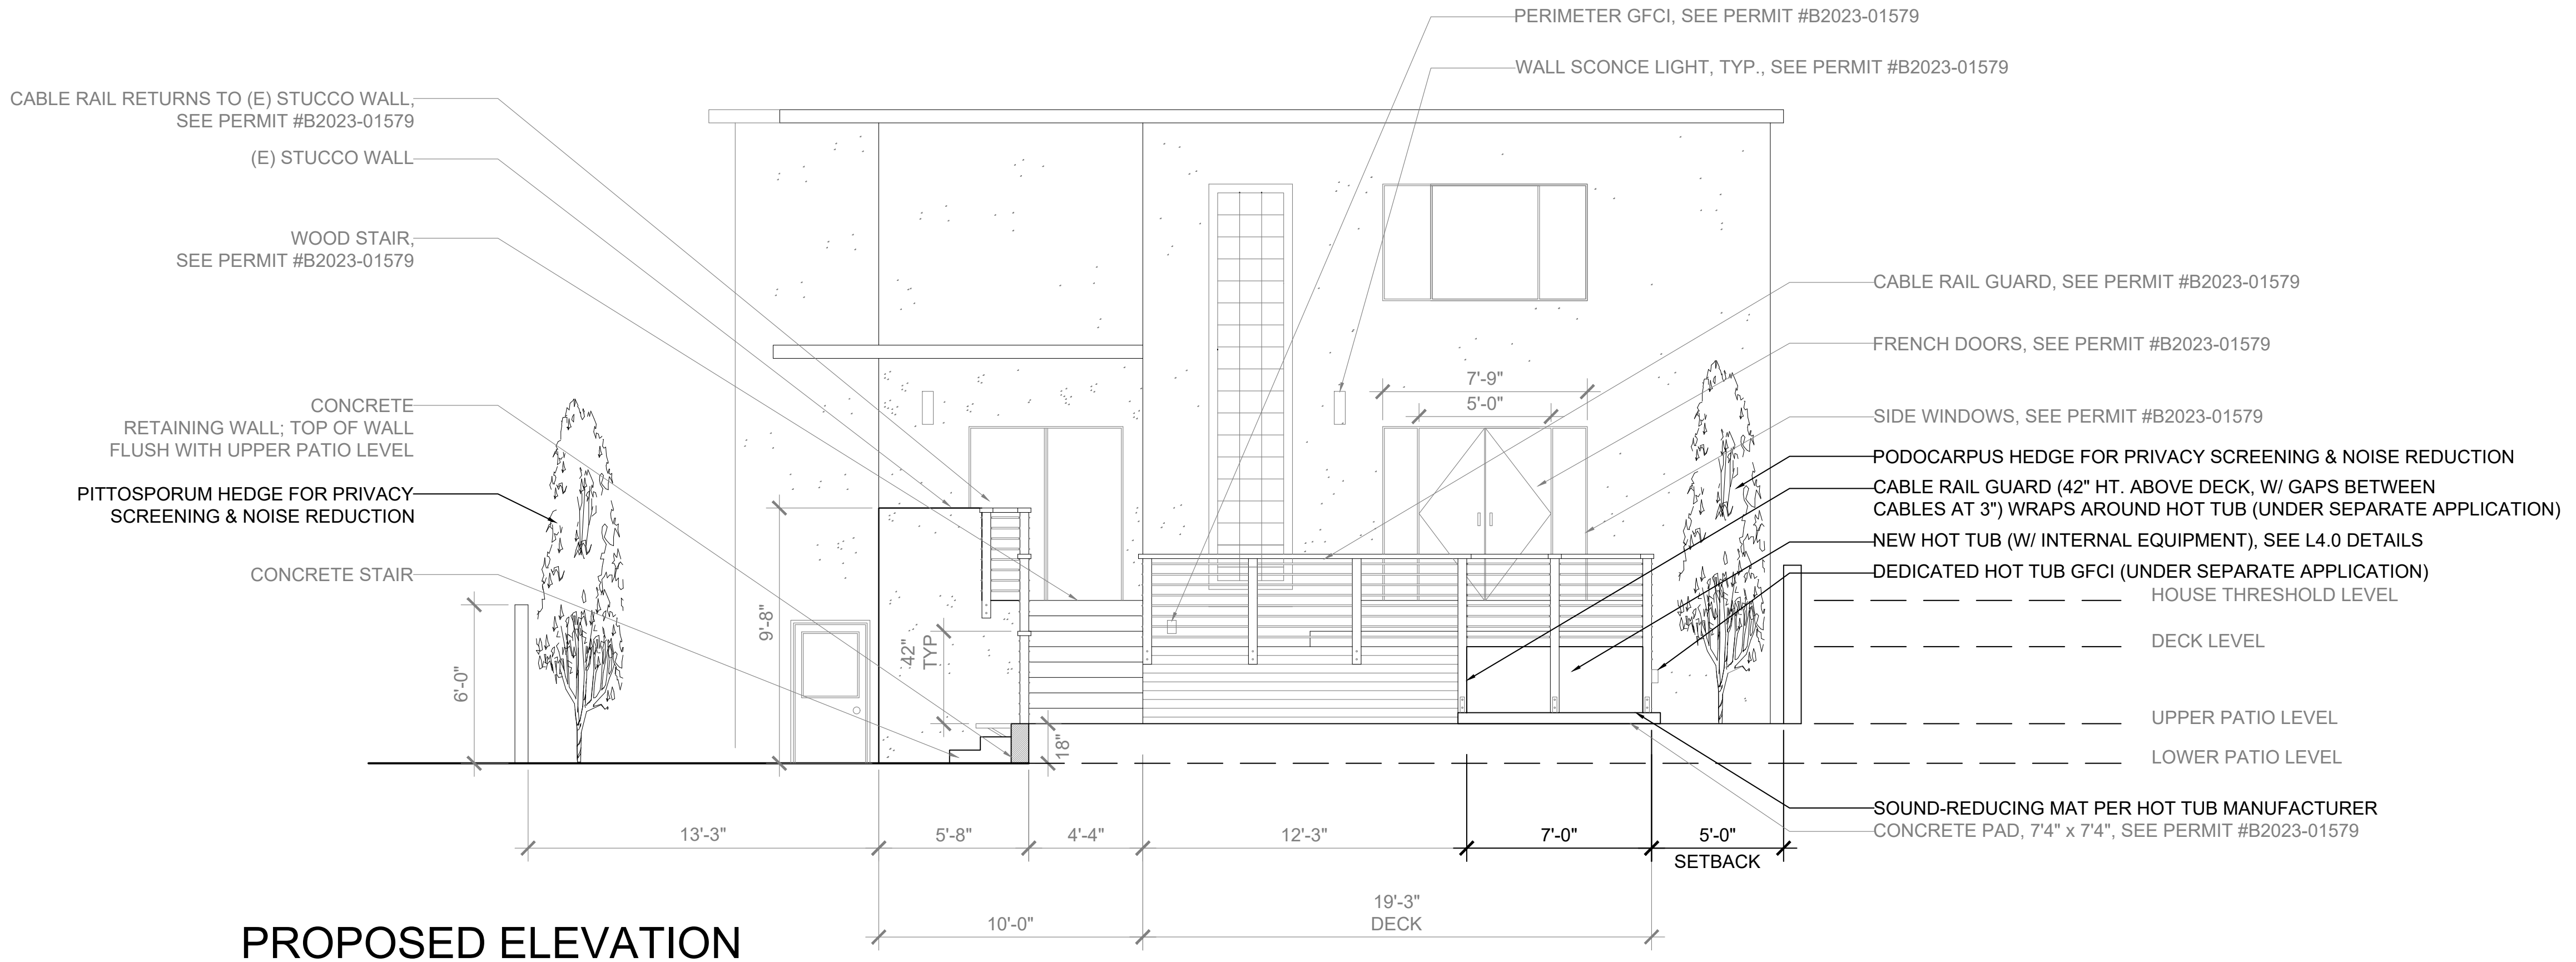 PERIMETER GFCI, SEE PERMIT #B2023-01579
WALL SCONCE LIGHT, TYP., SEE PERMIT #B2023-01579
CABLE RAIL RETURNS TO (E) STUCCO WALL,
SEE PERMIT #B2023-01579
(E) STUCCO WALL
WOOD STAIR,
SEE PERMIT #B2023-01579
CONCRETE
RETAINING WALL; TOP OF WALL
FLUSH WITH UPPER PATIO LEVEL
PITTOSPORUM HEDGE FOR PRIVACY
SCREENING & NOISE REDUCTION
CONCRETE STAIR
CABLE RAIL GUARD, SEE PERMIT #B2023-01579
FRENCH DOORS, SEE PERMIT #B2023-01579
SIDE WINDOWS, SEE PERMIT #B2023-01579
PODOCARPUS HEDGE FOR PRIVACY SCREENING & NOISE REDUCTION
CABLE RAIL GUARD (42" HT. ABOVE DECK, W/ GAPS BETWEEN
CABLES AT 3") WRAPS AROUND HOT TUB (UNDER SEPARATE APPLICATION)
NEW HOT TUB (W/ INTERNAL EQUIPMENT), SEE L4.0 DETAILS
DEDICATED HOT TUB GFCI (UNDER SEPARATE APPLICATION)
HOUSE THRESHOLD LEVEL
DECK LEVEL
UPPER PATIO LEVEL
LOWER PATIO LEVEL
SOUND-REDUCING MAT PER HOT TUB MANUFACTURER
CONCRETE PAD, 7'4" x 7'4", SEE PERMIT #B2023-01579
7'-9"
5'-0"
6'-0"
9'-8"
42"
TYP
18"
13'-3"
5'-8"
4'-4"
12'-3"
7'-0"
5'-0"
SETBACK
10'-0"
19'-3"
DECK
PROPOSED ELEVATION